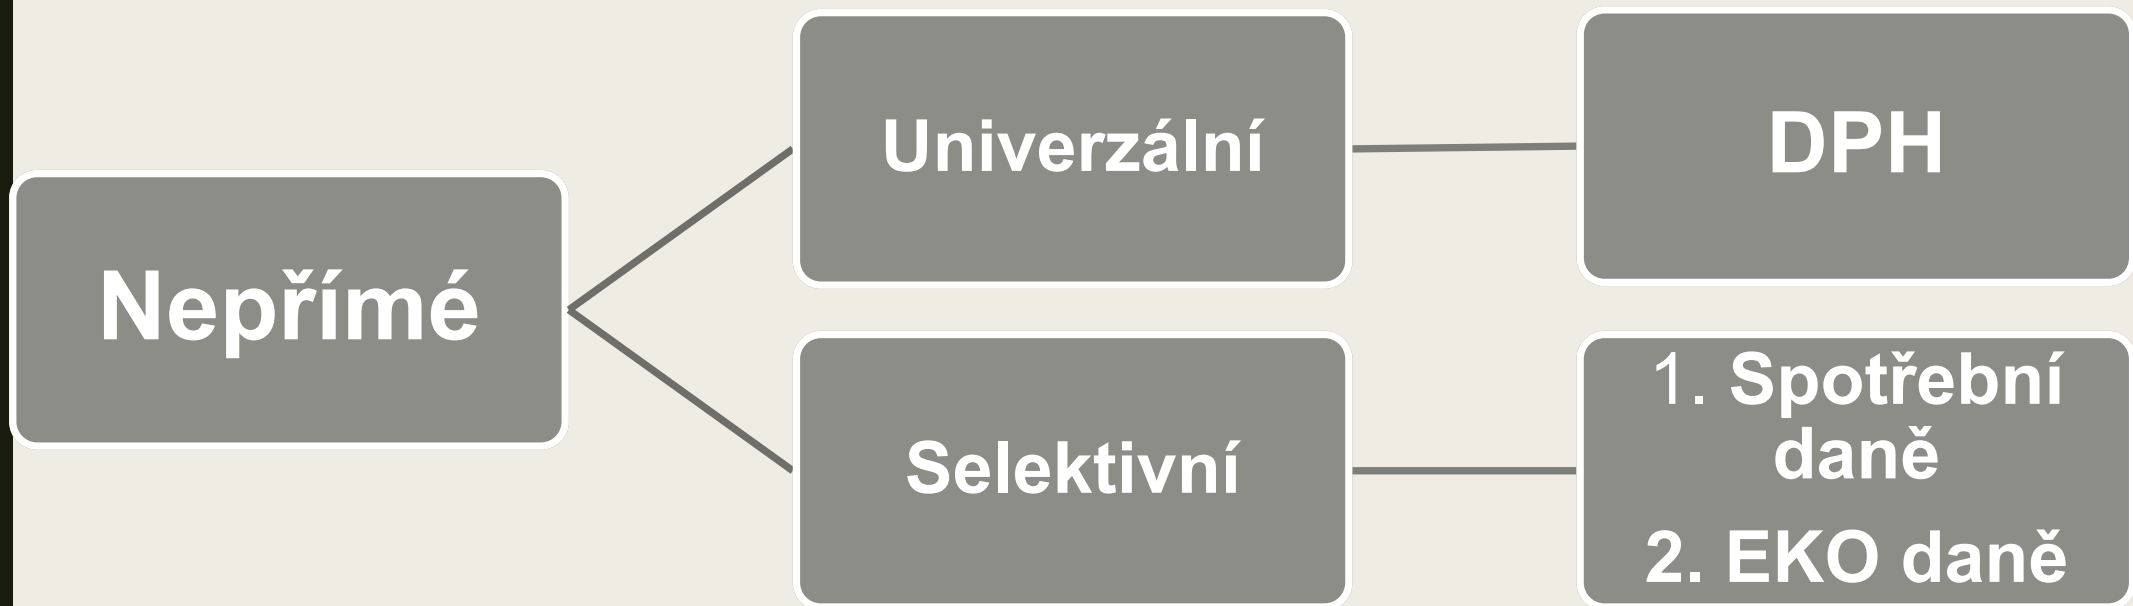 Nepřímé
Univerzální
DPH
Selektivní
1. Spotřební
daně
2. EKO daně